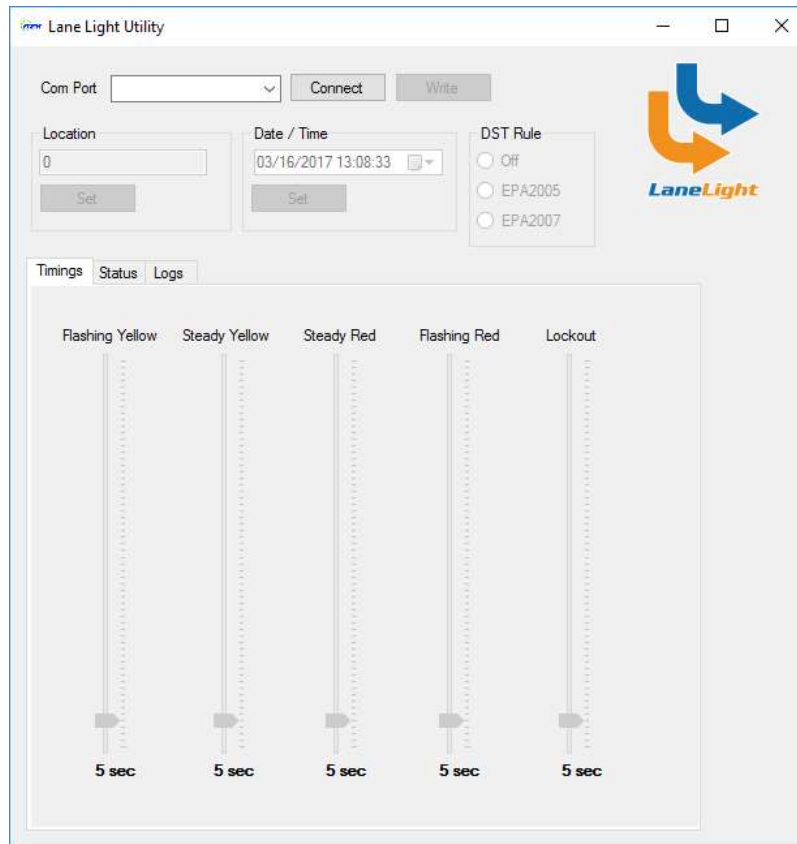 Lane Light Utility
Com Port Connect Write
Location Date / Time DST Rule
0 03/16/2017 13:08:33 Off
Set Set EPA2005
EPA2007
LaneLight
Timings Status Logs
Flashing Yellow Steady Yellow Steady Red Flashing Red Lockout
5 sec 5 sec 5 sec 5 sec 5 sec